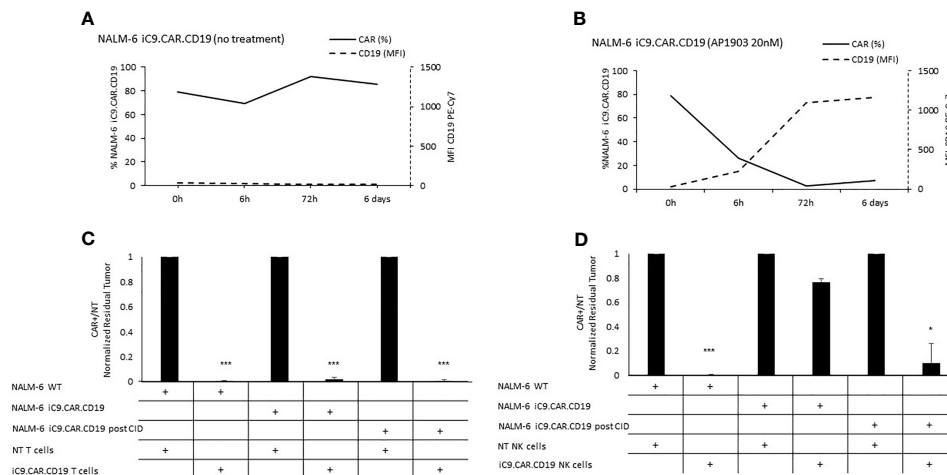 A
NALM-6 iC9.CAR.CD19 (no treatment)
CAR (%)
CD19 (MFI)
% NALM-6 iC9.CAR.CD19
100
80
60
40
20
0
1500
1000
500
0
MFI CD19 PE-Cy7
0h 6h 72h 6 days
B
NALM-6 iC9.CAR.CD19 (AP1903 20nM)
CAR (%)
CD19 (MFI)
%NALM-6 iC9.CAR.CD19
100
80
60
40
20
0
1500
1000
500
0
0h 6h 72h 6 days
C
CAR+/NT
Normalized Residual Tumor
1
0.8
0.6
0.4
0.2
0
*** *** ***
NALM-6 WT + +
NALM-6 iC9.CAR.CD19 + +
NALM-6 iC9.CAR.CD19 post CID + +
NT T cells + + +
iC9.CAR.CD19 T cells + + +
D
CAR+/NT
Normalized Residual Tumor
1
0.8
0.6
0.4
0.2
0
*** *
NALM-6 WT + +
NALM-6 iC9.CAR.CD19 + +
NALM-6 iC9.CAR.CD19 post CID + +
NT NK cells + + +
iC9.CAR.CD19 NK cells + + +